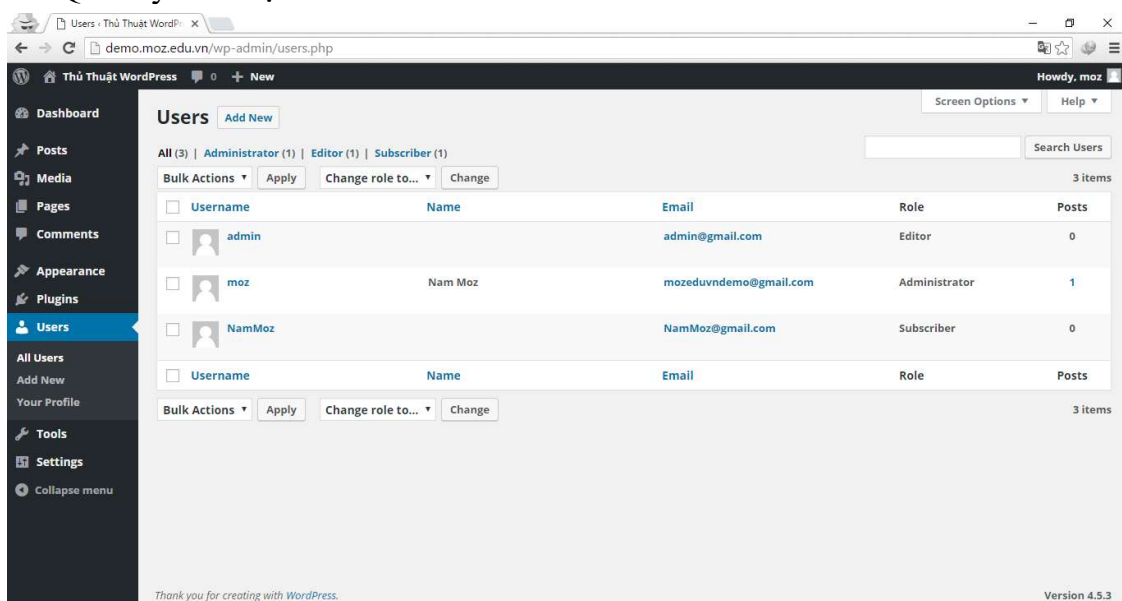 Users ‹ Thủ Thuật WordPr
demo.moz.edu.vn/wp-admin/users.php
Thủ Thuật WordPress 0 + New Howdy, moz
Screen Options ▼ Help ▼
Dashboard
Posts
Media
Pages
Comments
Appearance
Plugins
Users
All Users
Add New
Your Profile
Tools
Settings
Collapse menu
Users Add New
All (3) | Administrator (1) | Editor (1) | Subscriber (1)
Search Users
Bulk Actions ▼ Apply Change role to... ▼ Change 3 items
Username Name Email Role Posts
admin admin@gmail.com Editor 0
moz Nam Moz mozeduvndemo@gmail.com Administrator 1
NamMoz NamMoz@gmail.com Subscriber 0
Username Name Email Role Posts
Bulk Actions ▼ Apply Change role to... ▼ Change 3 items
Thank you for creating with WordPress. Version 4.5.3